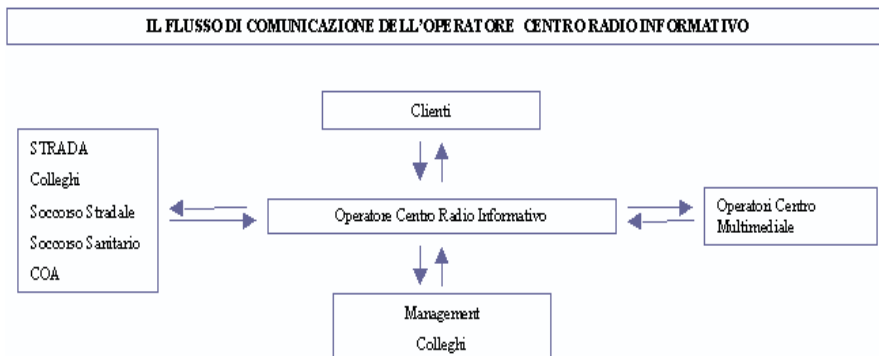 IL FLUSSO DI COMUNICAZIONE DELL'OPERATORE CENTRO RADIO INFORMATIVO
Clienti
STRADA
Colleghi
Soccorso Stradale
Soccorso Sanitario
COA
Operatore Centro Radio Informativo
Operatori Centro
Multimediale
Management
Colleghi